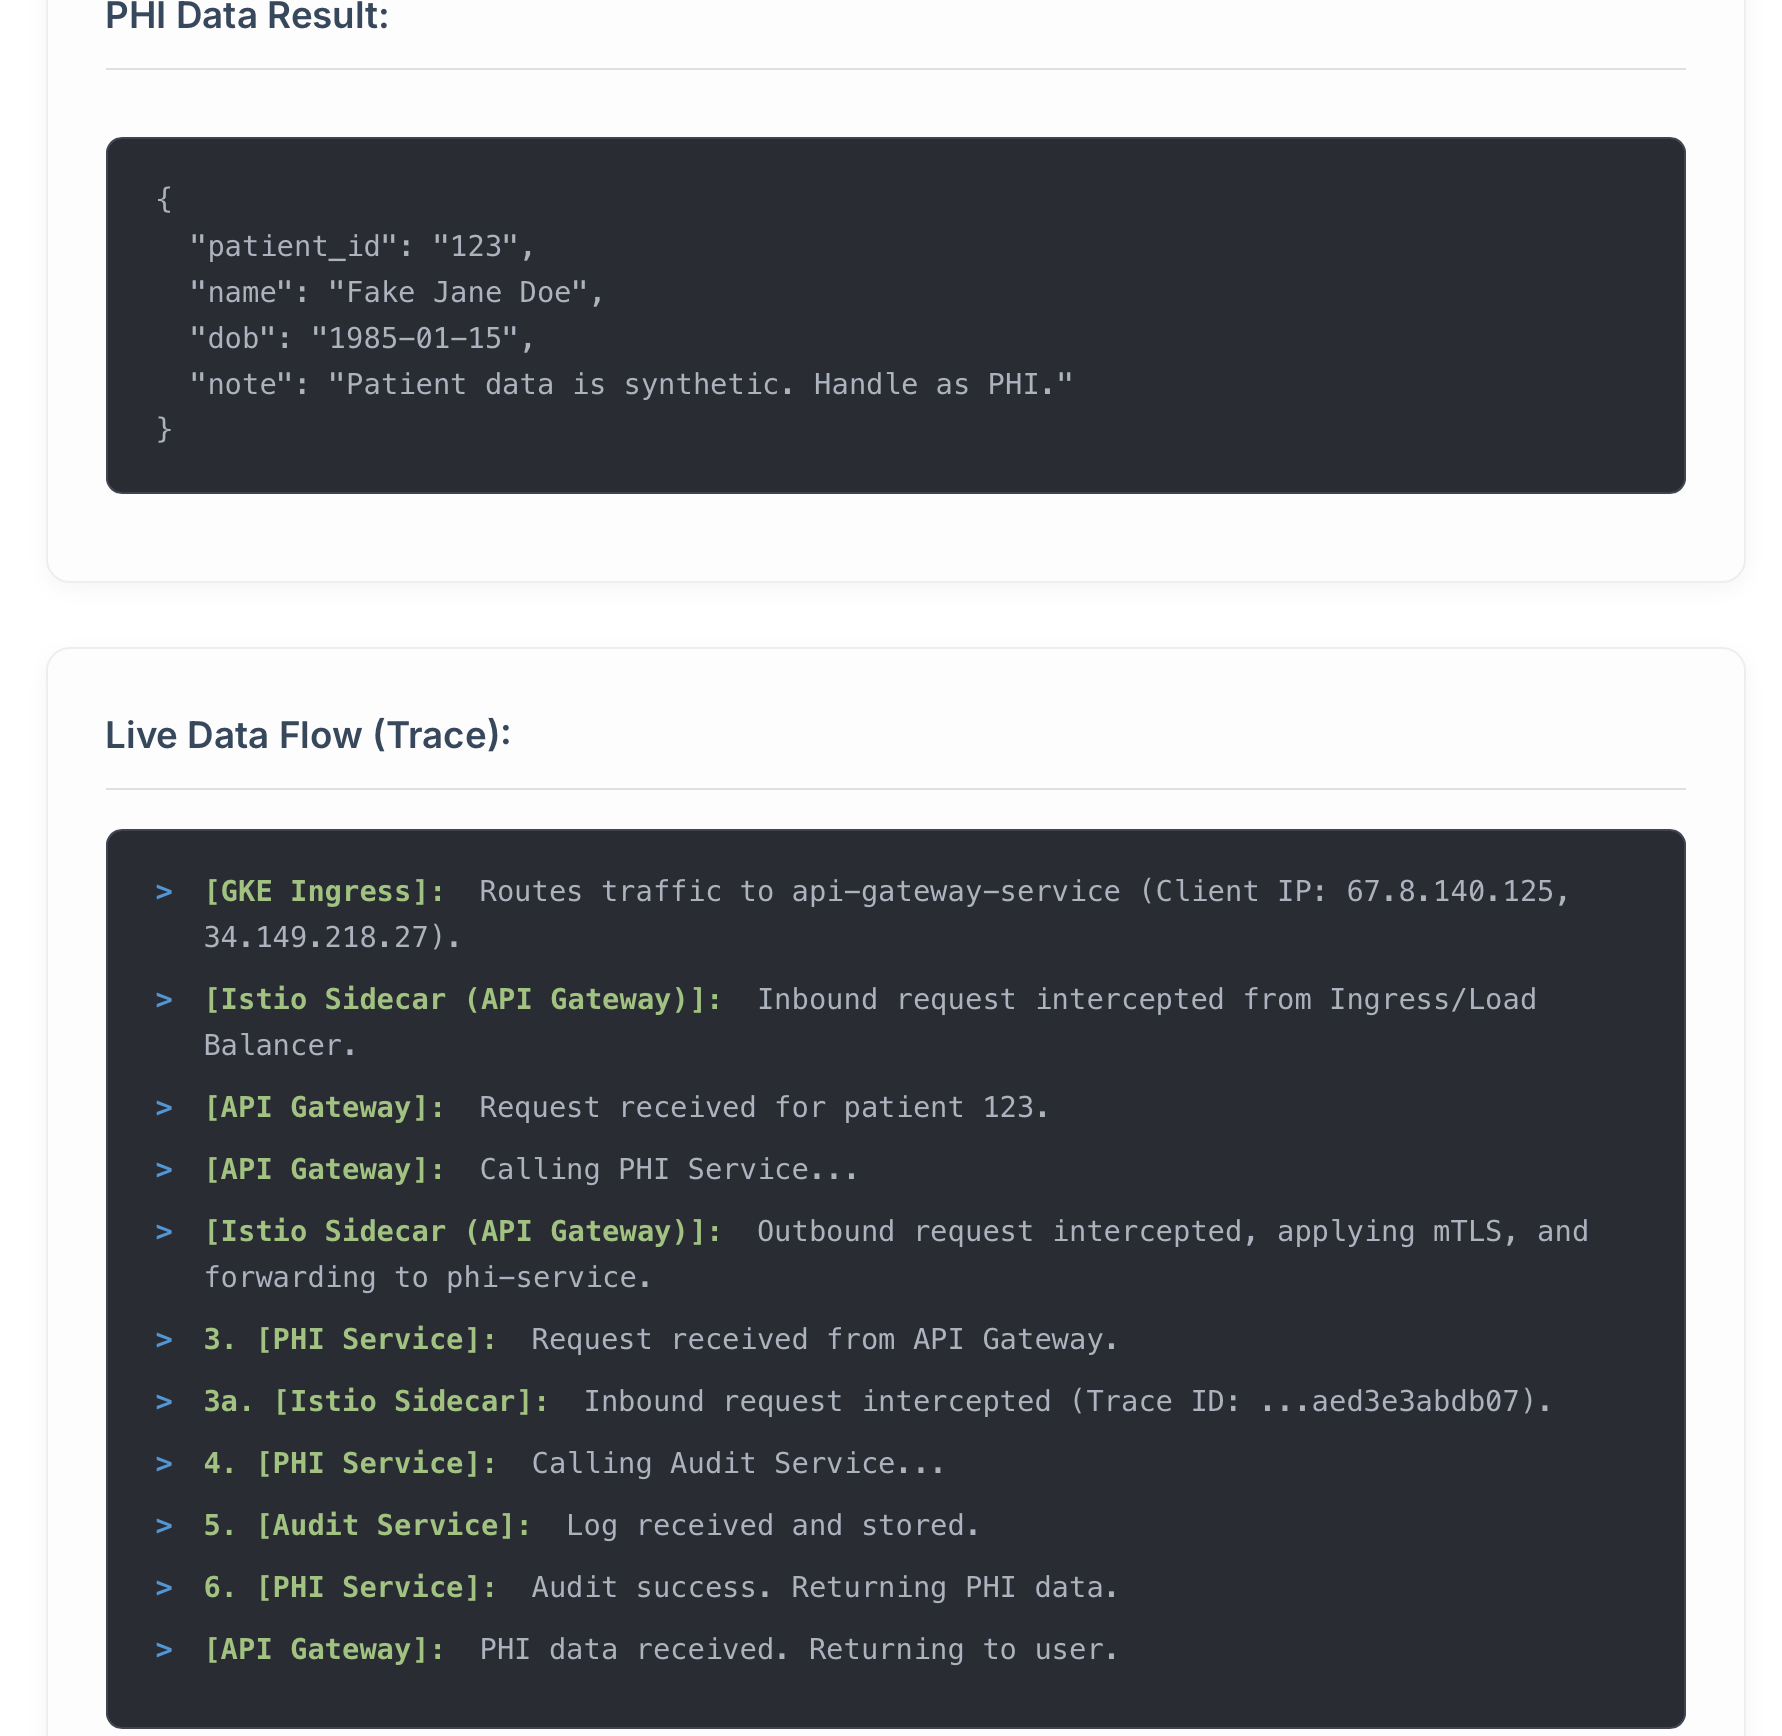 PHI Data Result:
{
"patient_id": "123",
"name": "Fake Jane Doe",
"dob": "1985-01-15",
"note": "Patient data is synthetic. Handle as PHI."
}
Live Data Flow (Trace):
> [GKE Ingress]: Routes traffic to api-gateway-service (Client IP: 67.8.140.125,
34.149.218.27).
> [Istio Sidecar (API Gateway)]: Inbound request intercepted from Ingress/Load
Balancer.
> [API Gateway]: Request received for patient 123.
> [API Gateway]: Calling PHI Service...
> [Istio Sidecar (API Gateway)]: Outbound request intercepted, applying mTLS, and
forwarding to phi-service.
> 3. [PHI Service]: Request received from API Gateway.
> 3a. [Istio Sidecar]: Inbound request intercepted (Trace ID: ...aed3e3abdb07).
> 4. [PHI Service]: Calling Audit Service...
> 5. [Audit Service]: Log received and stored.
> 6. [PHI Service]: Audit success. Returning PHI data.
> [API Gateway]: PHI data received. Returning to user.